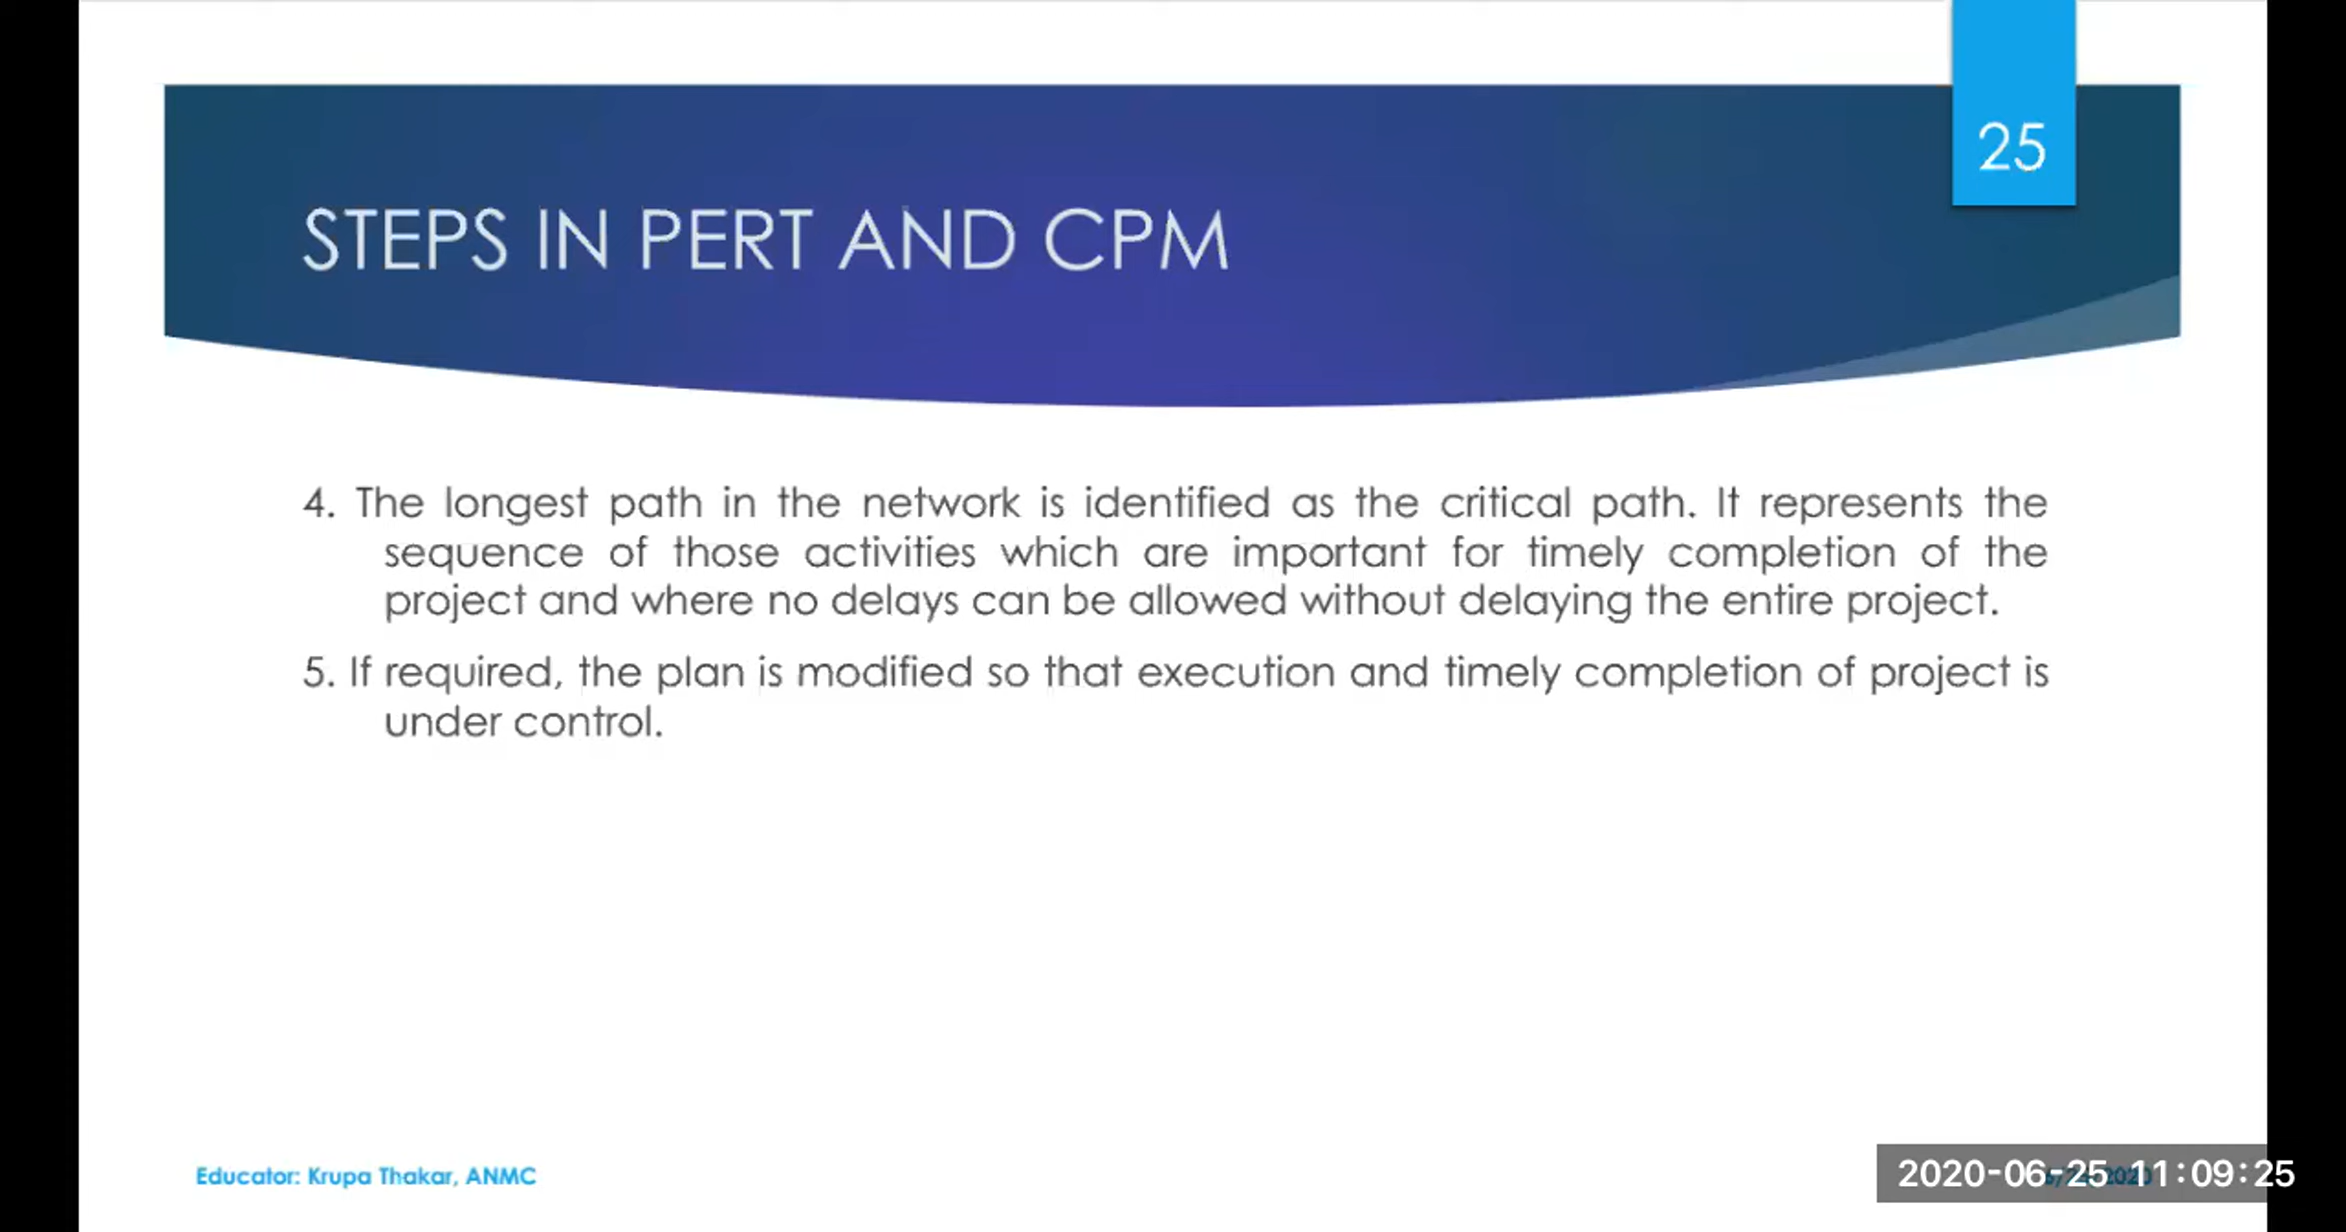 25
STEPS IN PERT AND CPM
4. The longest path in the network is identified as the critical path. It represents the
sequence of those activities which are important for timely completion of the
project and where no delays can be allowed without delaying the entire project.
5. If required, the plan is modified so that execution and timely completion of project is
under control.
Educator: Krupa Thakar, ANMC
2020-06-25 11:09:25